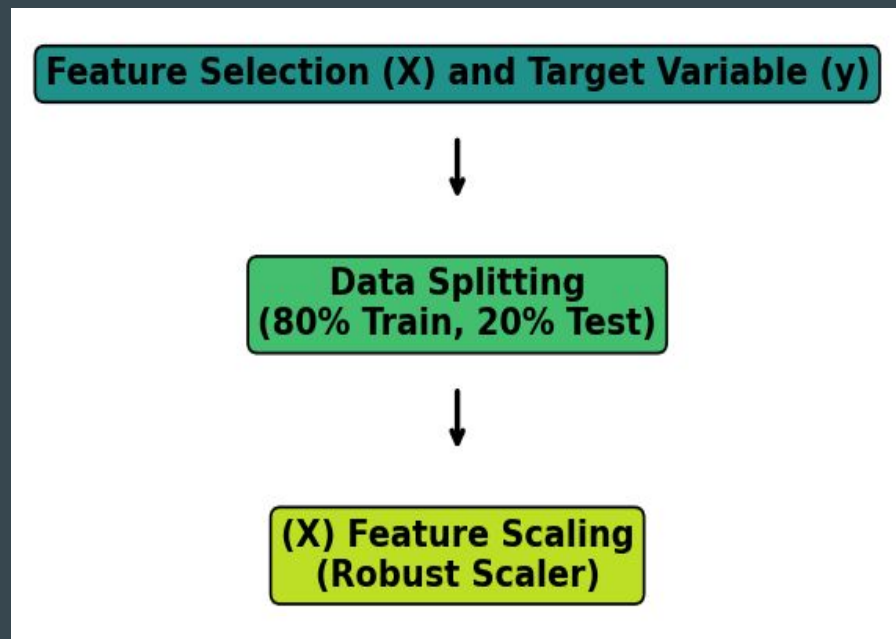 Feature Selection (X) and Target Variable (y)
Data Splitting
(80% Train, 20% Test)
(X) Feature Scaling
(Robust Scaler)